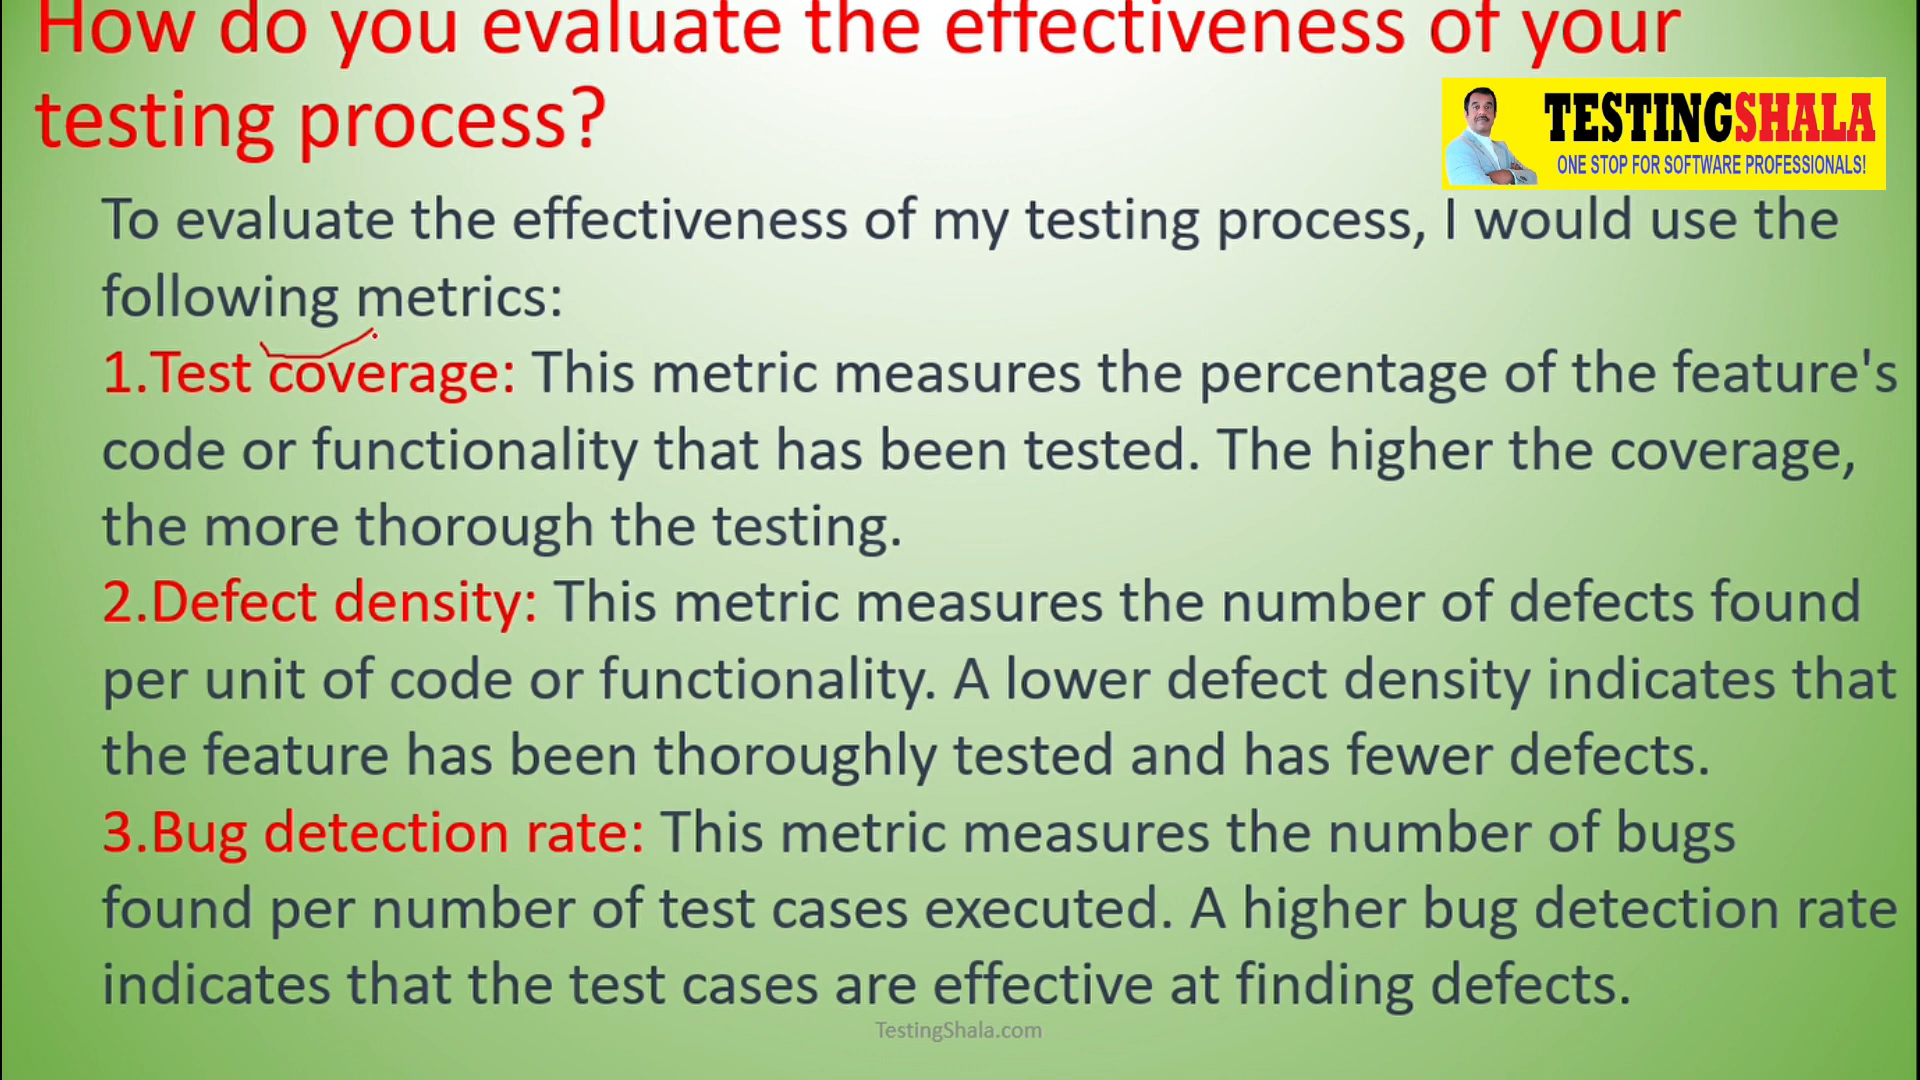 How do you evaluate the effectiveness of your
testing process?
TESTINGSHALA
ONE STOP FOR SOFTWARE PROFESSIONALS!
To evaluate the effectiveness of my testing process, I would use the
following metrics:
1.Test coverage: This metric measures the percentage of the feature's
code or functionality that has been tested. The higher the coverage,
the more thorough the testing.
2.Defect density: This metric measures the number of defects found
per unit of code or functionality. A lower defect density indicates that
the feature has been thoroughly tested and has fewer defects.
3.Bug detection rate: This metric measures the number of bugs
found per number of test cases executed. A higher bug detection rate
indicates that the test cases are effective at finding defects.
TestingShala.com